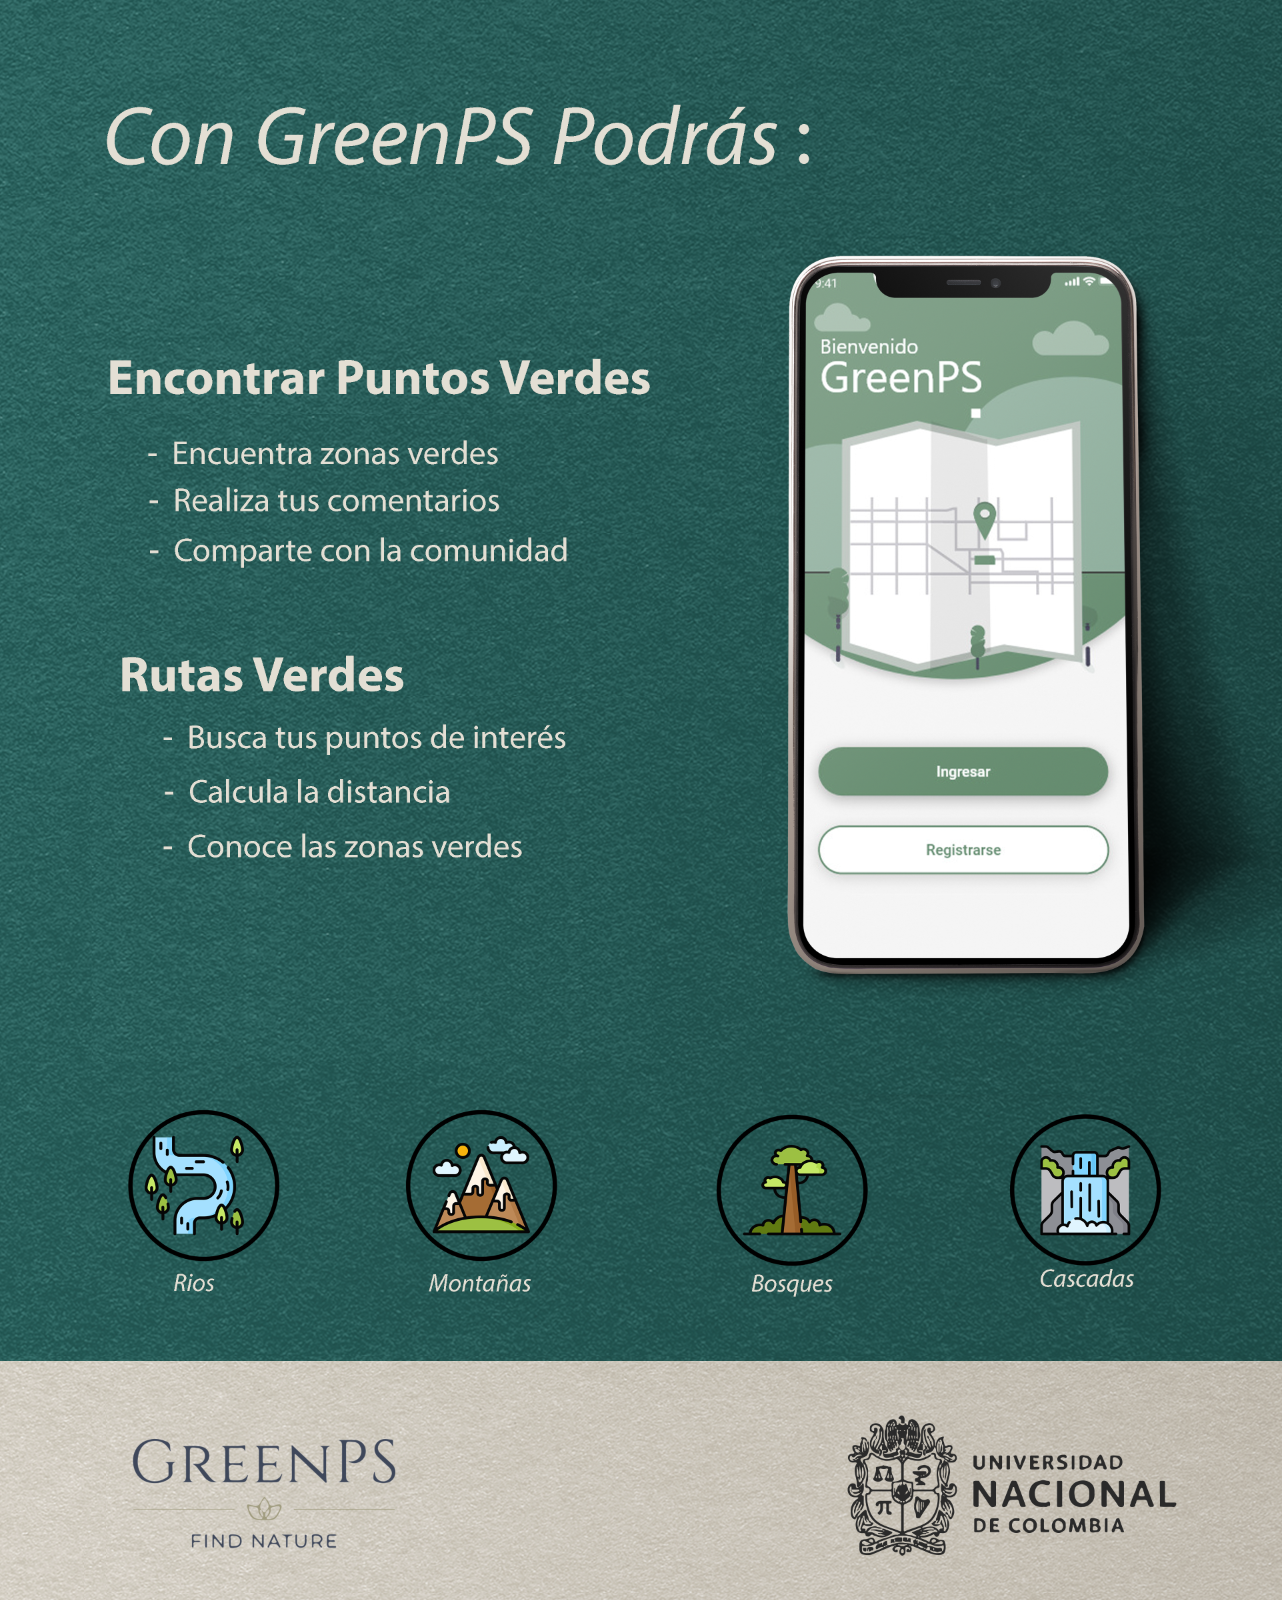 Con GreenPS Podrás :
Encontrar Puntos Verdes
- Encuentra zonas verdes
- Realiza tus comentarios
- Comparte con la comunidad
Rutas Verdes
- Busca tus puntos de interés
- Calcula la distancia
- Conoce las zonas verdes
9:41
Bienvenido
GreenPS
Ingresar
Registrarse
Rios
Montañas
Bosques
Cascadas
GREENPS
FIND NATURE
UNIVERSIDAD
NACIONAL
DE COLOMBIA